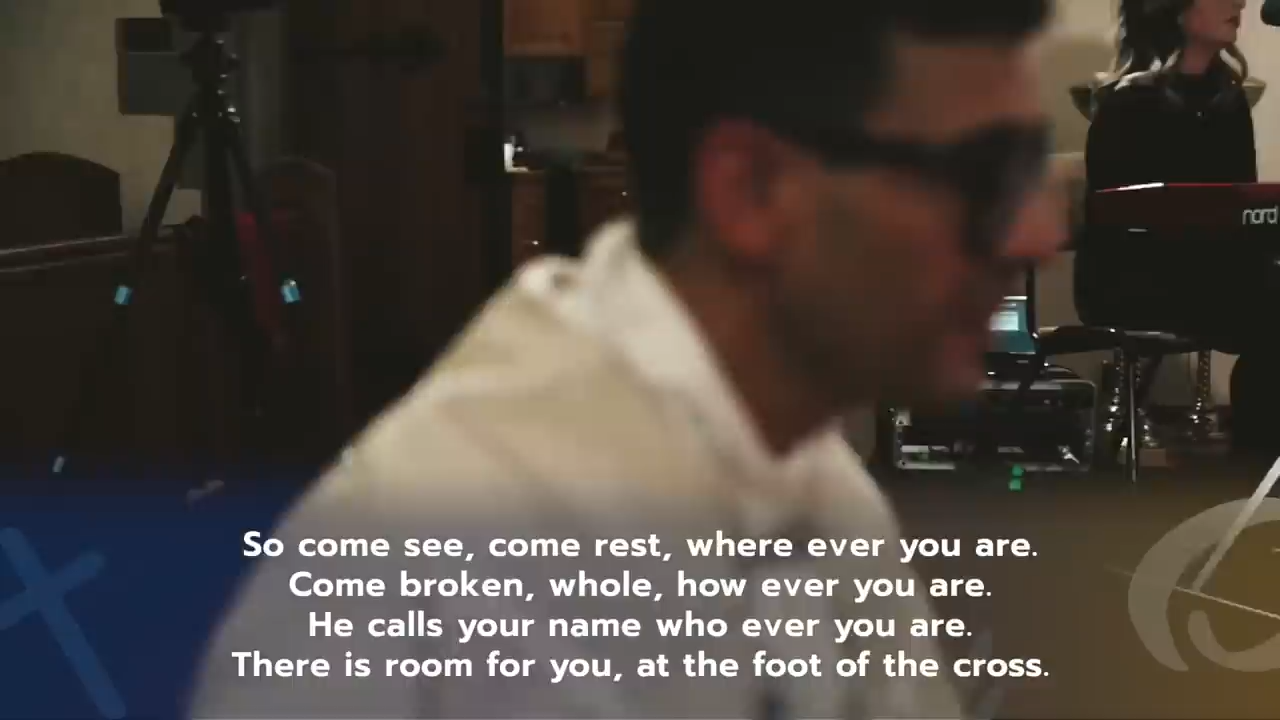 nord
So come see, come rest, where ever you are.
Come broken, whole, how ever you are.
He calls your name who ever you are.
There is room for you, at the foot of the cross.